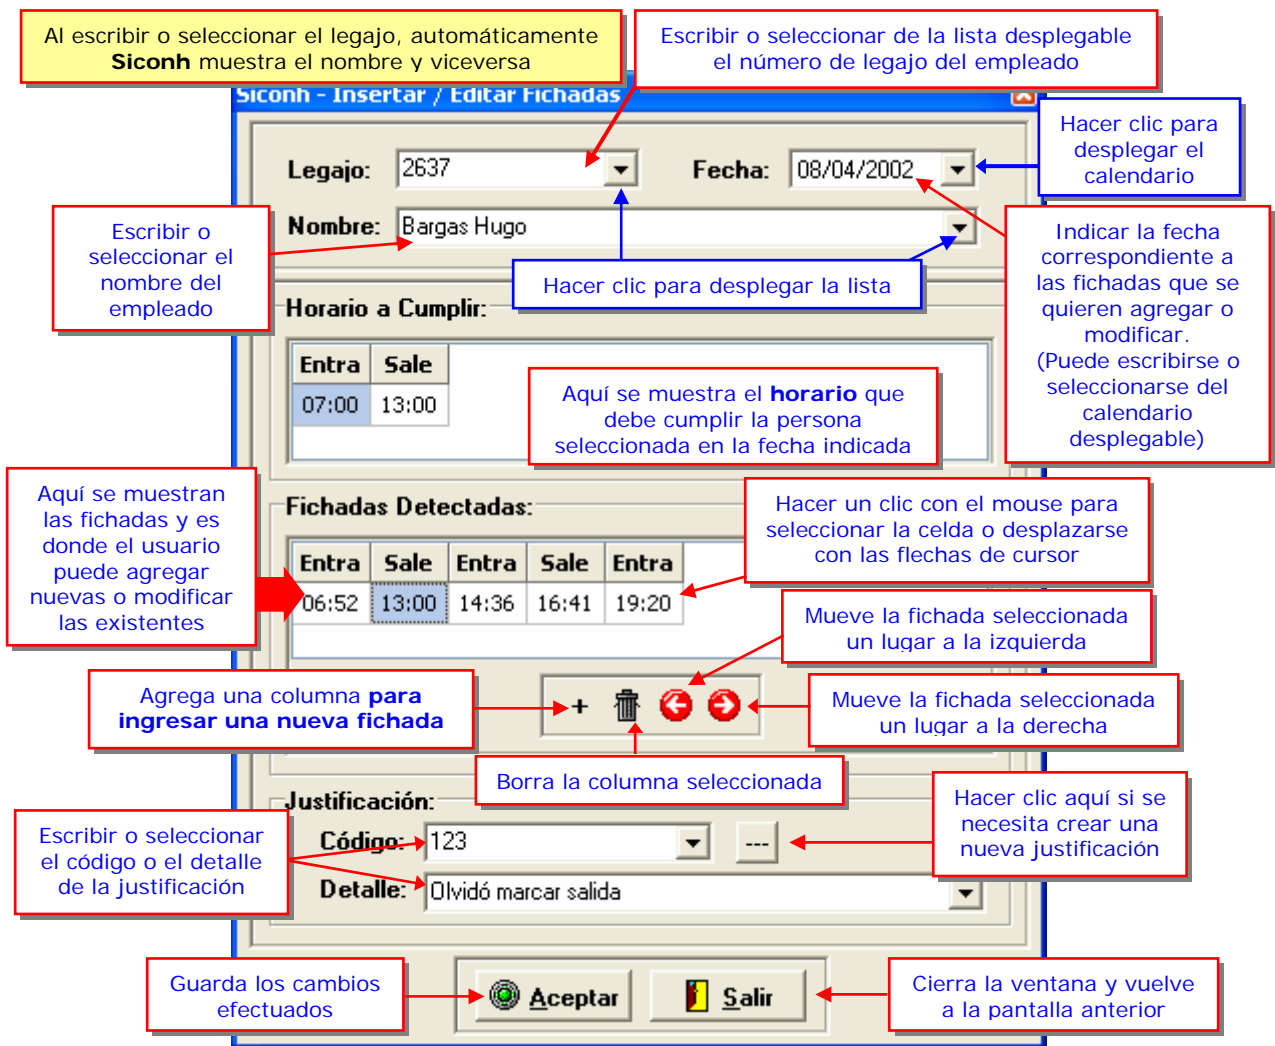 Al escribir o seleccionar el legajo, automáticamente
Siconh muestra el nombre y viceversa
Escribir o seleccionar de la lista desplegable
el número de legajo del empleado
Siconh - Insertar / Editar Fichadas
Hacer clic para
desplegar el
calendario
Legajo: 2637
Fecha: 08/04/2002
Nombre: Bargas Hugo
Escribir o
seleccionar el
nombre del
empleado
Hacer clic para desplegar la lista
Indicar la fecha
correspondiente a
las fichadas que se
quieren agregar o
modificar.
(Puede escribirse o
seleccionarse del
calendario
desplegable)
Horario a Cumplir:
Entra Sale
07:00 13:00
Aquí se muestra el horario que
debe cumplir la persona
seleccionada en la fecha indicada
Aquí se muestran
las fichadas y es
donde el usuario
puede agregar
nuevas o modificar
las existentes
Fichadas Detectadas:
Hacer un clic con el mouse para
seleccionar la celda o desplazarse
con las flechas de cursor
Entra Sale Entra Sale Entra
06:52 13:00 14:36 16:41 19:20
Mueve la fichada seleccionada
un lugar a la izquierda
Agrega una columna para
ingresar una nueva fichada
+
Mueve la fichada seleccionada
un lugar a la derecha
Borra la columna seleccionada
Justificación:
Código: 123
---
Hacer clic aquí si se
necesita crear una
nueva justificación
Escribir o seleccionar
el código o el detalle
de la justificación
Detalle: Olvidó marcar salida
Guarda los cambios
efectuados
Aceptar
Salir
Cierra la ventana y vuelve
a la pantalla anterior